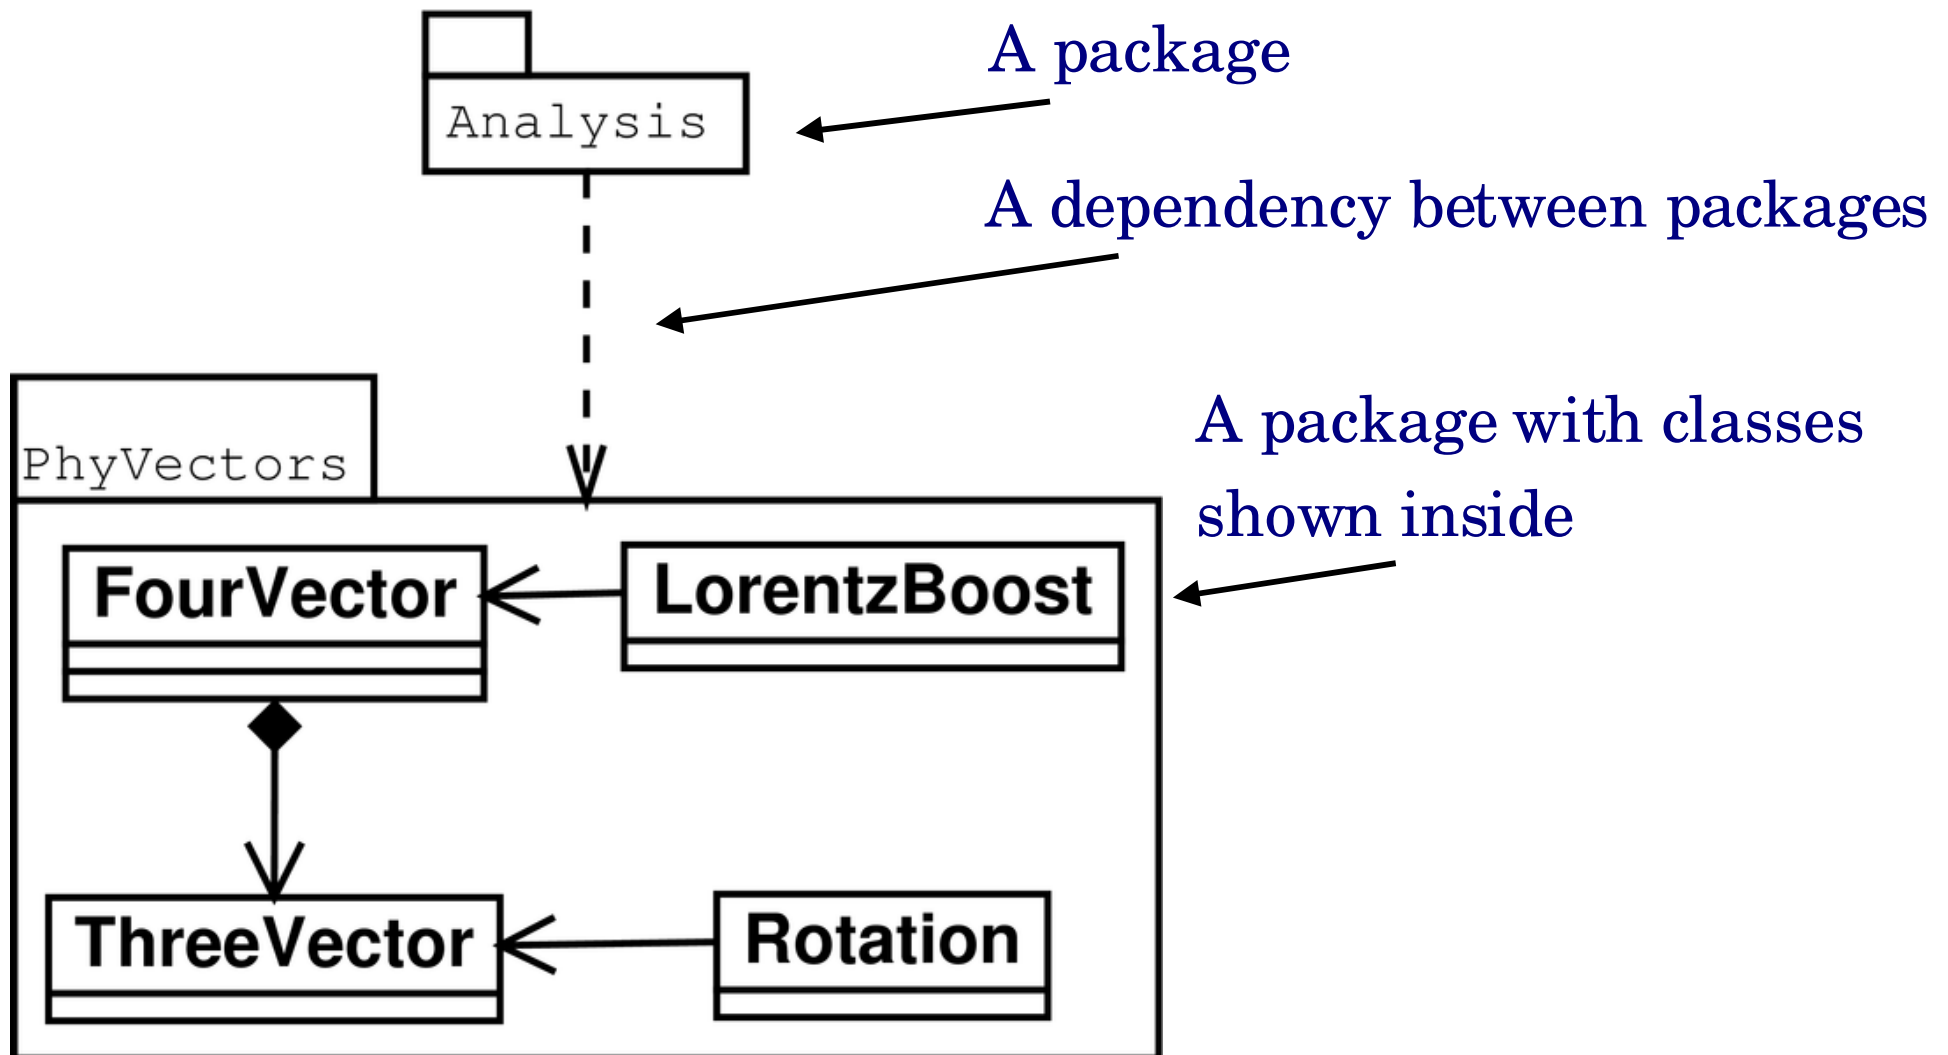 A package
Analysis
A dependency between packages
PhyVectors
A package with classes
shown inside
FourVector
LorentzBoost
ThreeVector
Rotation